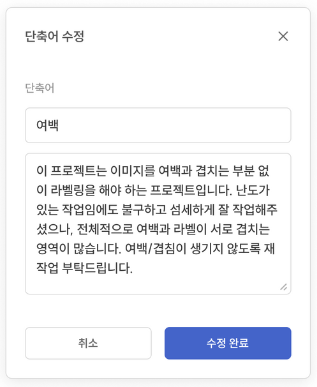 단축어 수정
단축어
여백
이 프로젝트는 이미지를 여백과 겹치는 부분 없
이 라벨링을 해야 하는 프로젝트입니다. 난도가
있는 작업임에도 불구하고 섬세하게 잘 작업해주
셨으나, 전체적으로 여백과 라벨이 서로 겹치는
영역이 많습니다. 여백/겹침이 생기지 않도록 재
작업 부탁드립니다.
취소
수정 완료